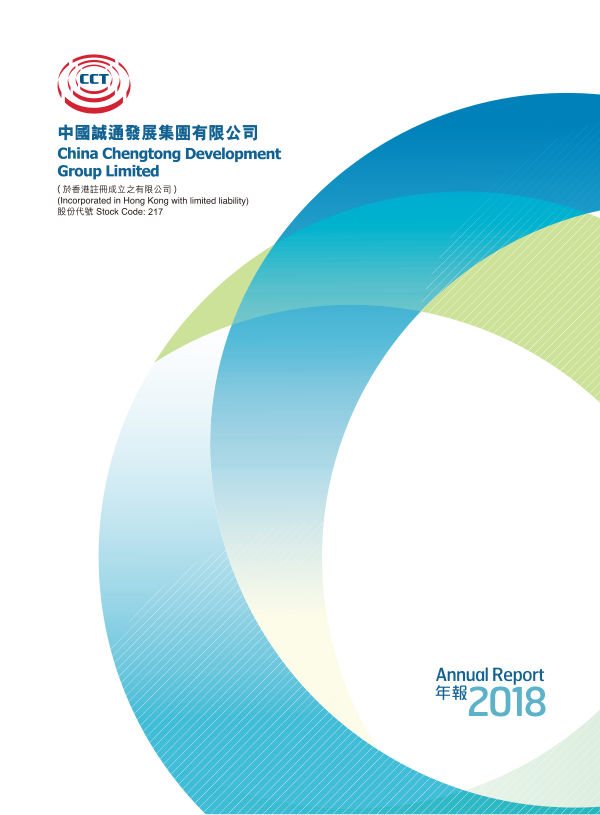 CCT
中國誠通發展集團有限公司
China Chengtong Development
Group Limited
(於香港註冊成立之有限公司)
(Incorporated in Hong Kong with limited liability)
股份代號 Stock Code: 217
Annual Report
年報2018